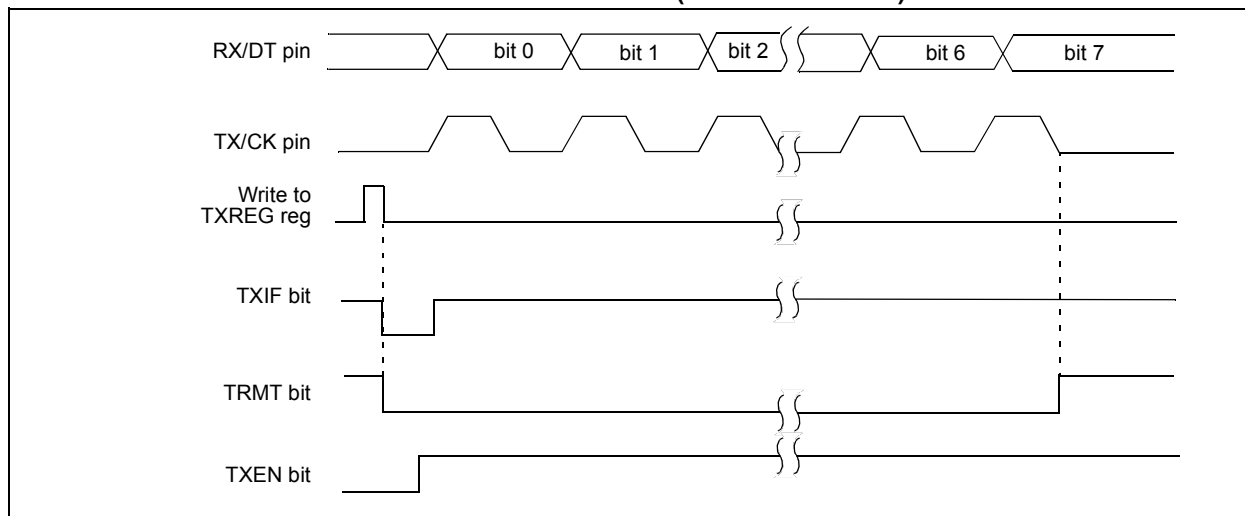 RX/DT pin
bit 0
bit 1
bit 2
bit 6
bit 7
TX/CK pin
Write to
TXREG reg
TXIF bit
TRMT bit
TXEN bit